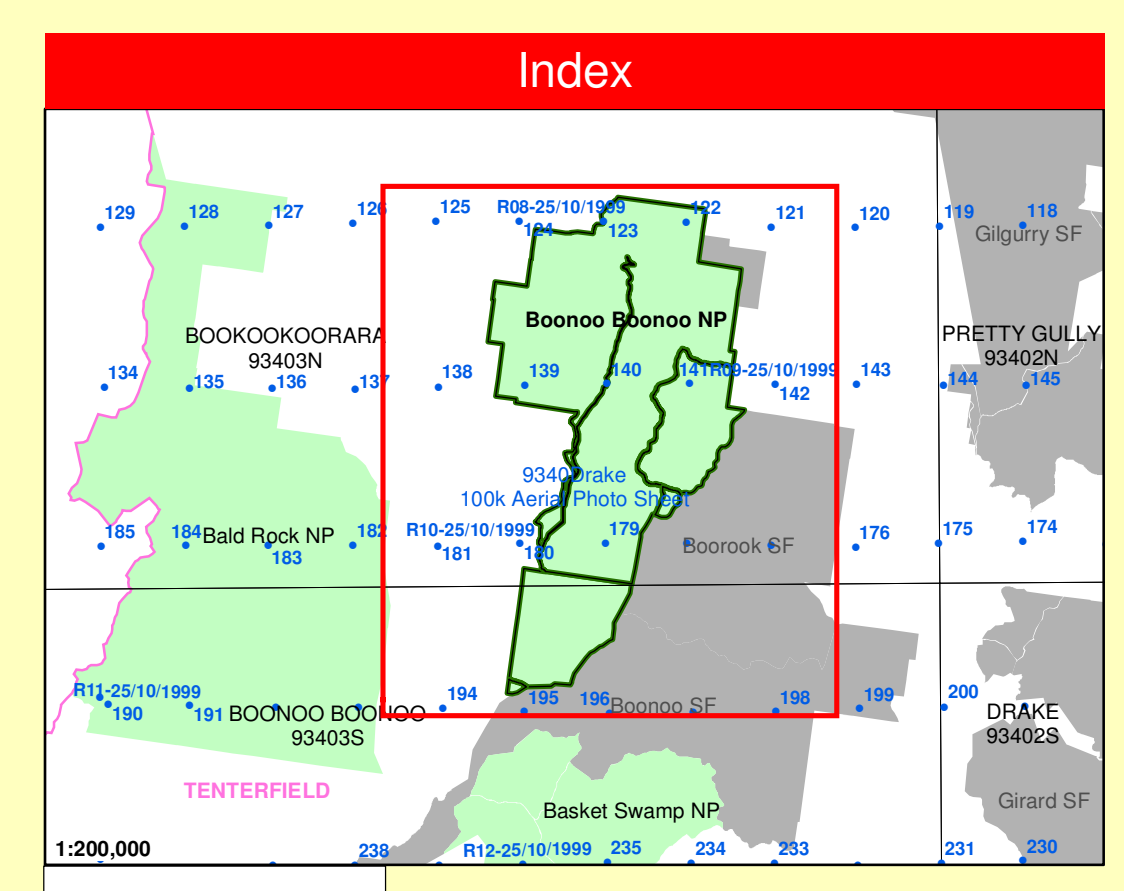 Index
129
128
127
126
125
R08-25/10/1999
124
123
122
121
120
119
118
Gilgurry SF
BOOKOOKOORARA
93403N
Boonoo Boonoo NP
PRETTY GULLY
93402N
134
135
136
137
138
139
140
141
R09-25/10/1999
142
143
144
145
9340 Drake
100k Aerial Photo Sheet
185
184
Bald Rock NP
183
182
R10-25/10/1999
181
180
179
Boorook SF
176
175
174
R11-25/10/1999
190
191
BOONOO BOONOO
93403S
194
195
196
Boonoo SF
198
199
200
DRAKE
93402S
TENTERFIELD
Basket Swamp NP
Girard SF
1:200,000
238
R12-25/10/1999
235
234
233
231
230